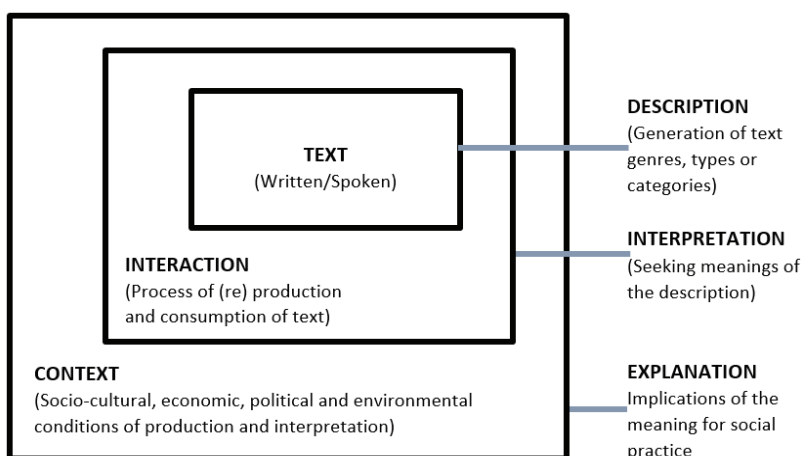 TEXT
(Written/Spoken)
INTERACTION
(Process of (re) production
and consumption of text)
CONTEXT
(Socio-cultural, economic, political and environmental
conditions of production and interpretation)
DESCRIPTION
(Generation of text
genres, types or
categories)
INTERPRETATION
(Seeking meanings of
the description)
EXPLANATION
Implications of the
meaning for social
practice